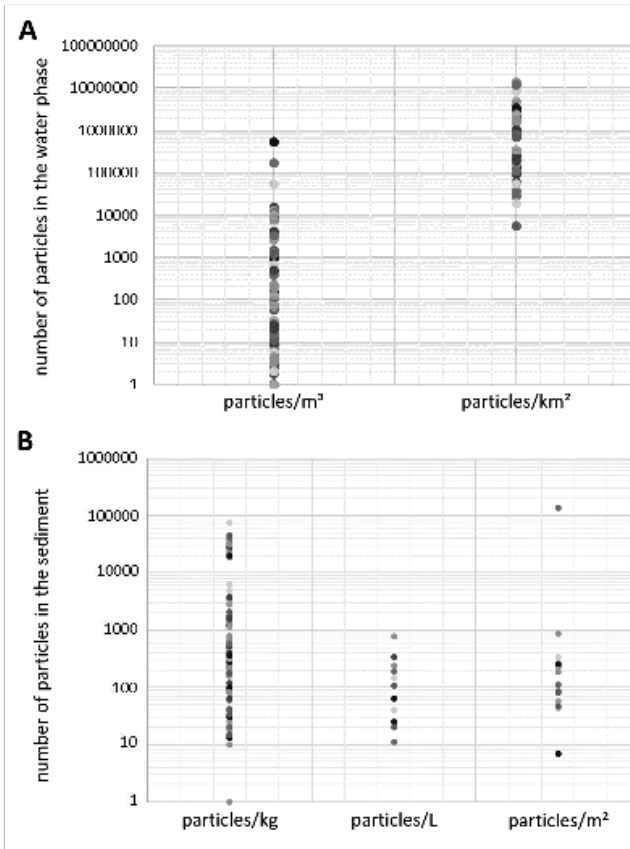 A
number of particles in the water phase
100000000
10000000
1000000
100000
10000
1000
100
10
1
particles/m³
particles/km²
B
number of particles in the sediment
1000000
100000
10000
1000
100
10
1
particles/kg
particles/L
particles/m²